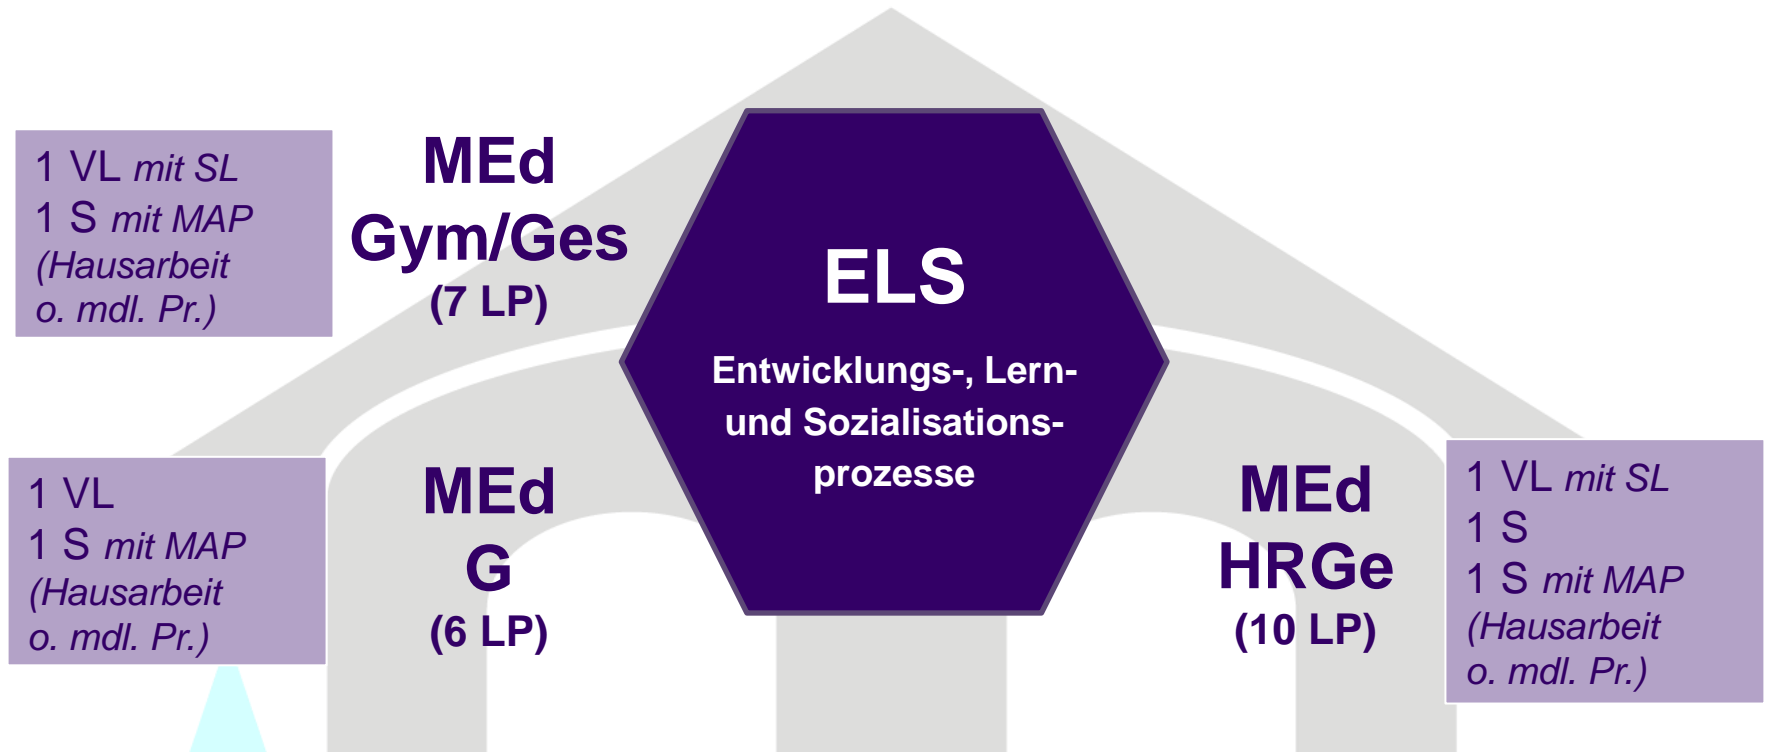 1 VL mit SL
1 S mit MAP
(Hausarbeit
o. mdl. Pr.)
MEd
Gym/Ges
(7 LP)
ELS
Entwicklungs-, Lern-
und Sozialisations-
prozesse
1 VL
1 S mit MAP
(Hausarbeit
o. mdl. Pr.)
MEd
G
(6 LP)
MEd
HRGe
(10 LP)
1 VL mit SL
1 S
1 S mit MAP
(Hausarbeit
o. mdl. Pr.)